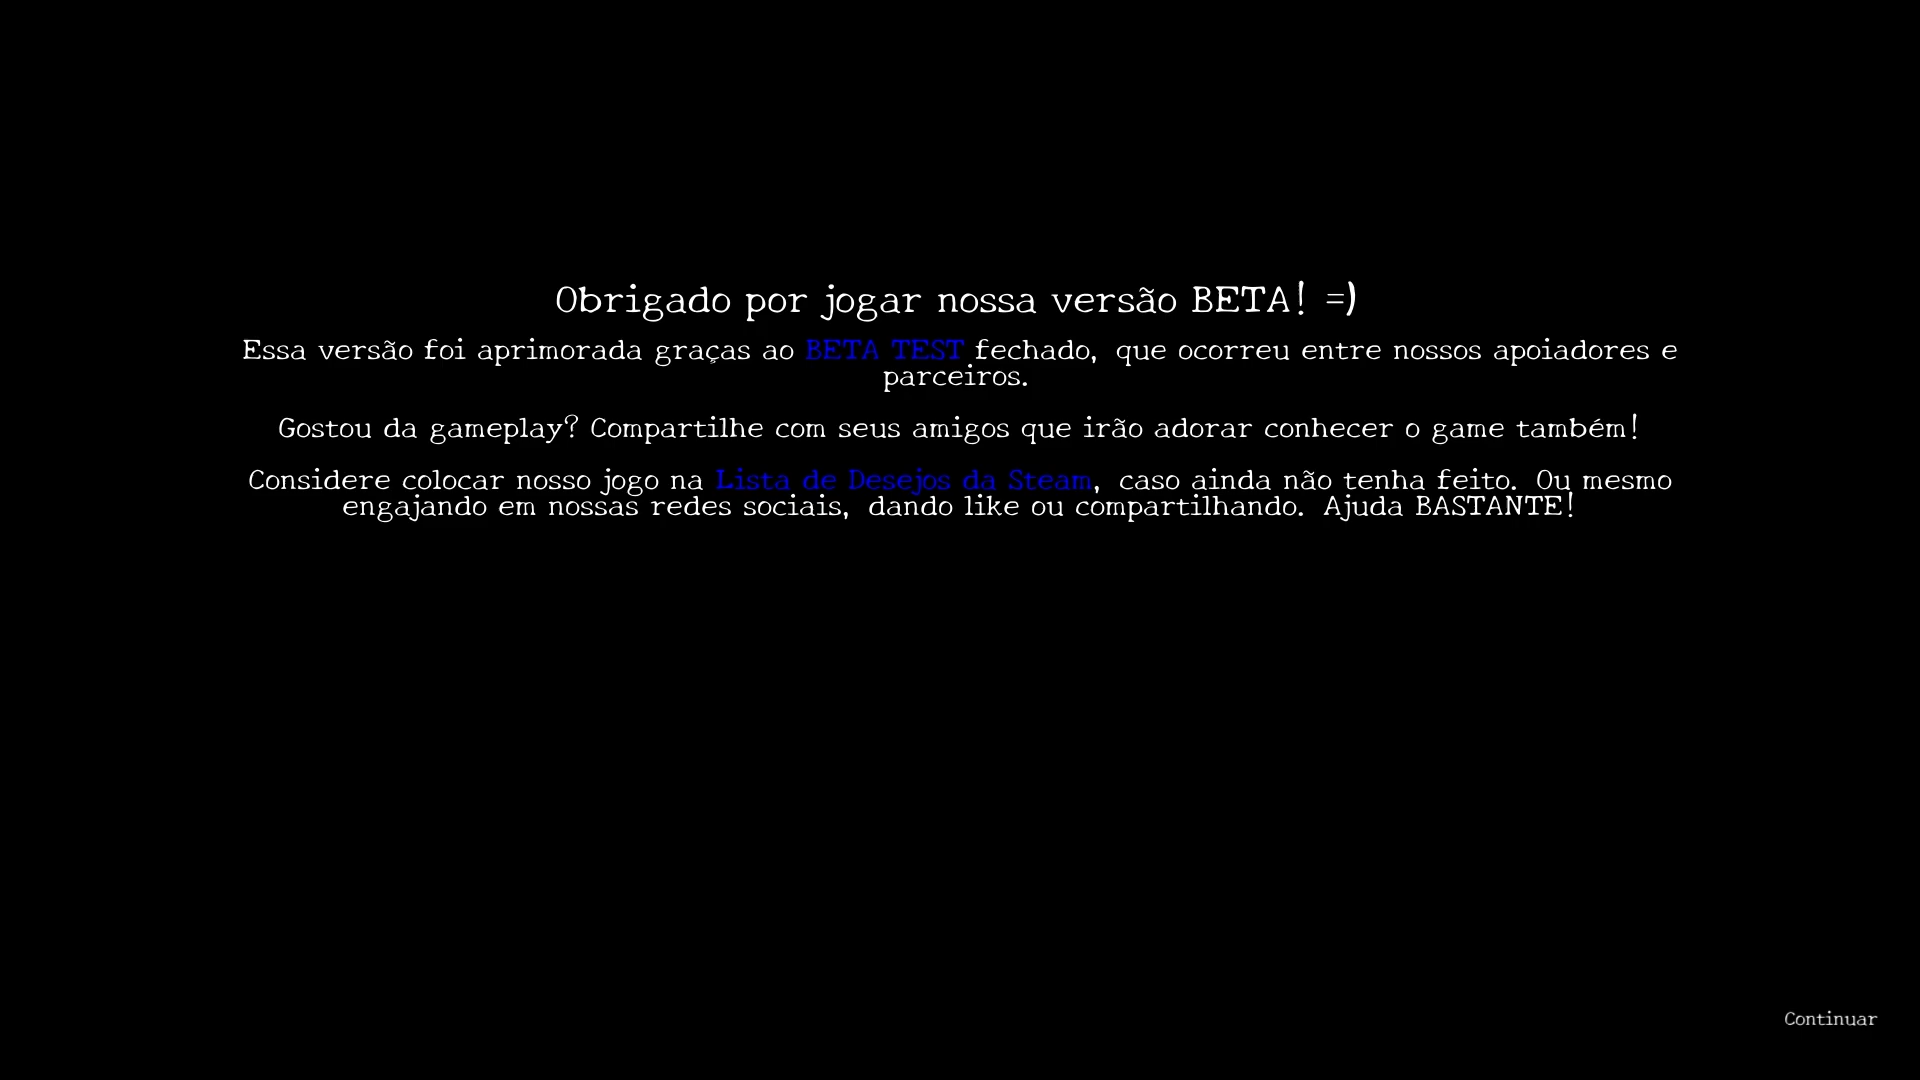 Obrigado por jogar nossa versão BETA! =)
Essa versão foi aprimorada graças ao BETA TEST fechado, que ocorreu entre nossos apoiadores e
parceiros.
Gostou da gameplay? Compartilhe com seus amigos que irão adorar conhecer o game também!
Considere colocar nosso jogo na Lista de Desejos da Steam, caso ainda não tenha feito. Ou mesmo
engajando em nossas redes sociais, dando like ou compartilhando. Ajuda BASTANTE!
Continuar